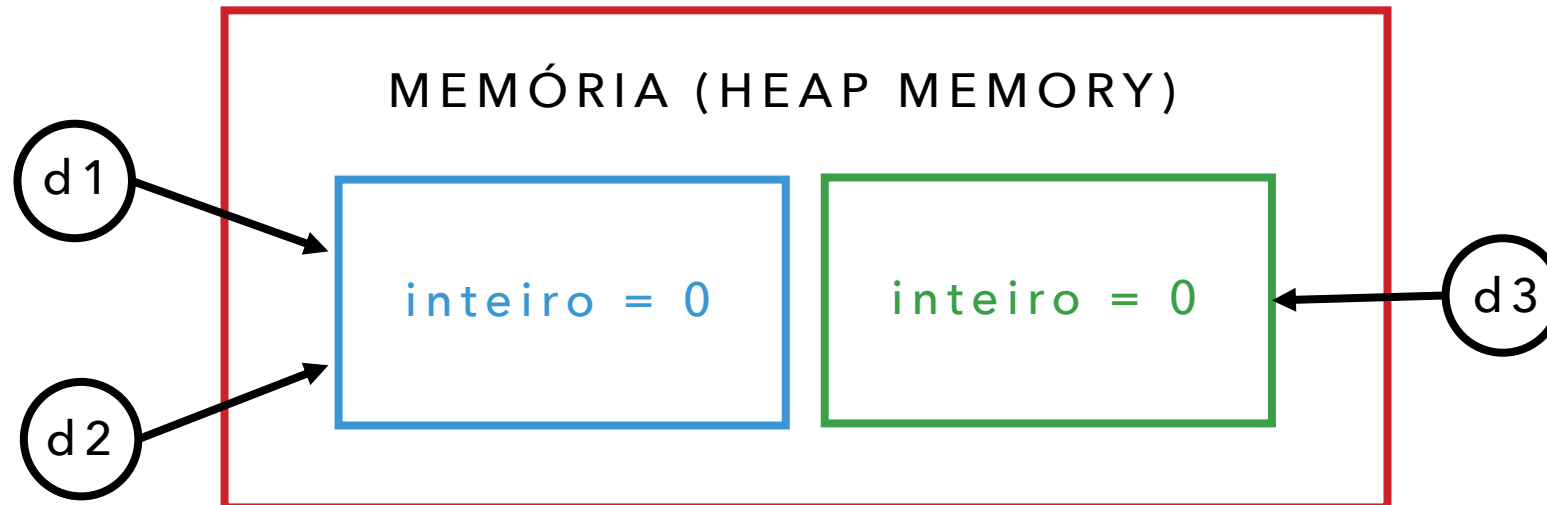 MEMÓRIA (HEAP MEMORY)
d1
inteiro = 0
inteiro = 0
d3
d2